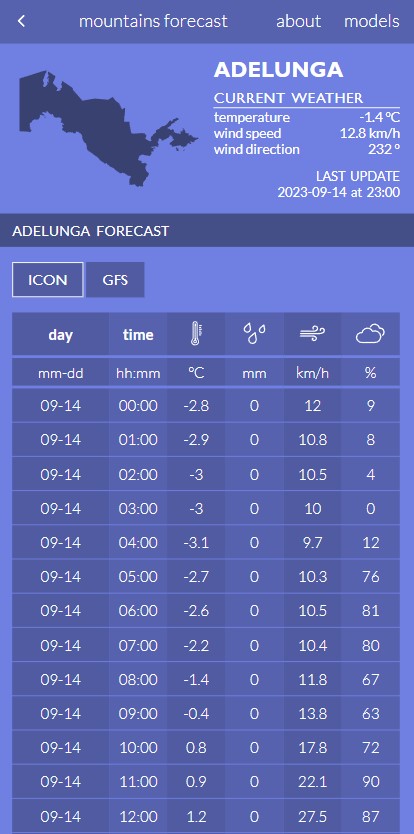 mountains forecast about models
ADELUNGA
CURRENT WEATHER
temperature -1.4 ºC
wind speed 12.8 km/h
wind direction 232 º
LAST UPDATE
2023-09-14 at 23:00
ADELUNGA FORECAST
ICON GFS
day time
mm-dd hh:mm ºC mm km/h %
09-14 00:00 -2.8 0 12 9
09-14 01:00 -2.9 0 10.8 8
09-14 02:00 -3 0 10.5 4
09-14 03:00 -3 0 10 0
09-14 04:00 -3.1 0 9.7 12
09-14 05:00 -2.7 0 10.3 76
09-14 06:00 -2.6 0 10.5 81
09-14 07:00 -2.2 0 10.4 80
09-14 08:00 -1.4 0 11.8 67
09-14 09:00 -0.4 0 13.8 63
09-14 10:00 0.8 0 17.8 72
09-14 11:00 0.9 0 22.1 90
09-14 12:00 1.2 0 27.5 87